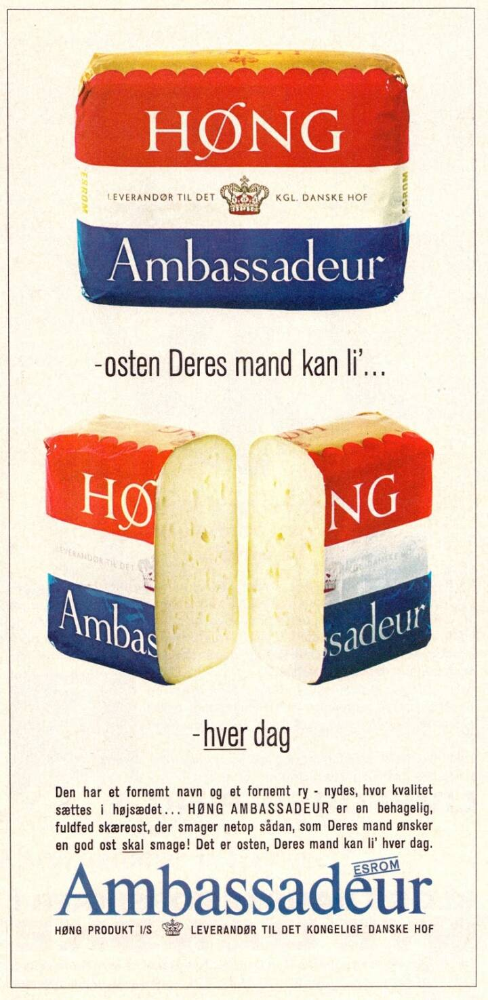 HØNG
ESROM
LEVERANDØR TIL DET KGL. DANSKE HOF
ESROM
Ambassadeur
-osten Deres mand kan li'...
HØ
NG
LEVERANDØR TIL DET
KGL. DANSKE HOF
Ambas
ssadeur
-hver dag
Den har et fornemt navn og et fornemt ry - nydes, hvor kvalitet
sættes i højsædet... HØNG AMBASSADEUR er en behagelig,
fuldfed skæreost, der smager netop sådan, som Deres mand ønsker
en god ost skal smage! Det er osten, Deres mand kan li' hver dag.
ESROM
Ambassadeur
HØNG PRODUKT I/S LEVERANDØR TIL DET KONGELIGE DANSKE HOF